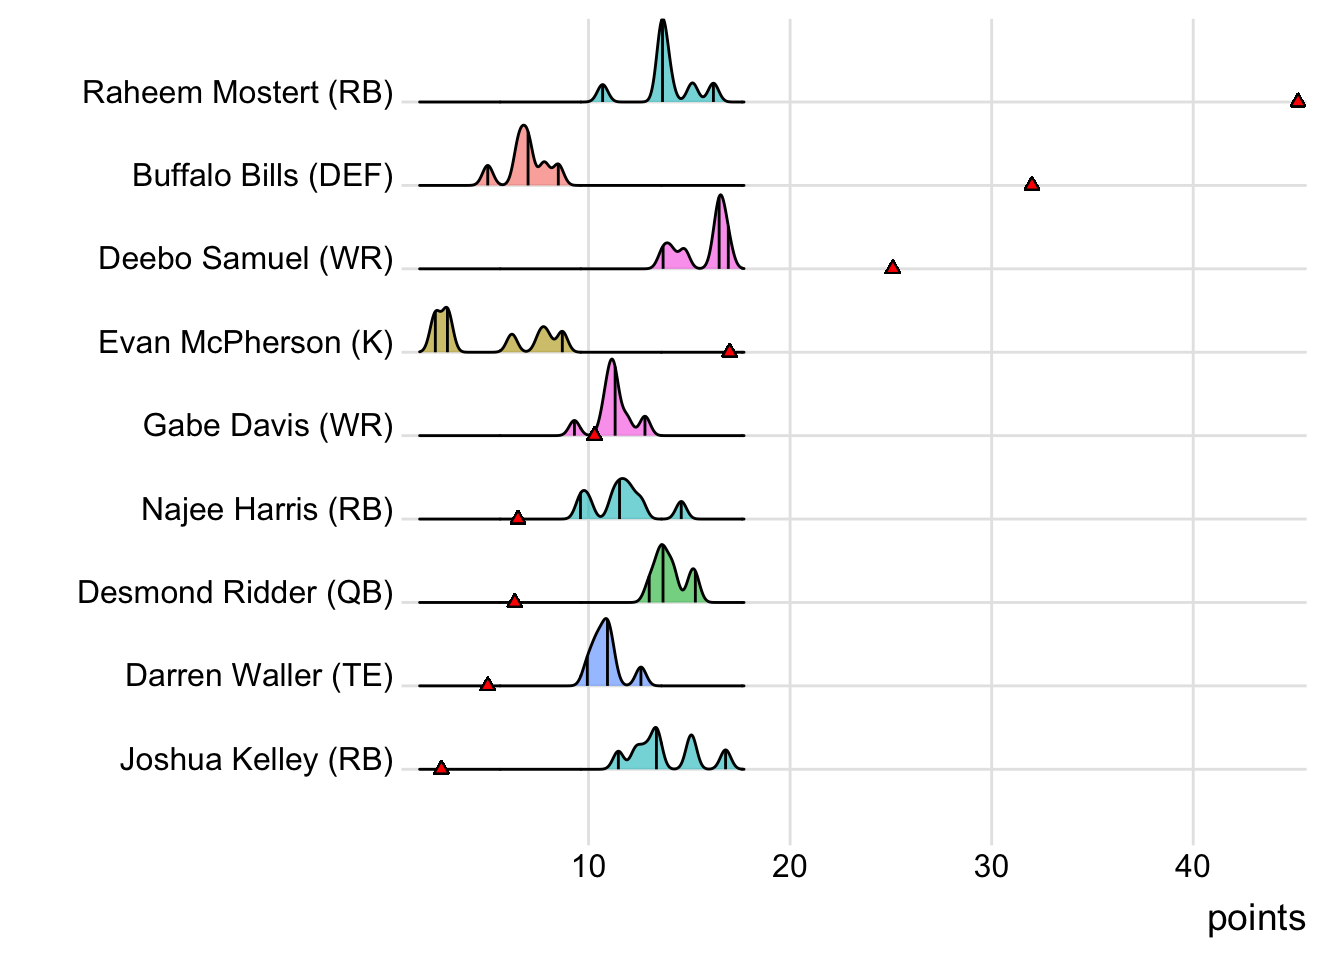 Raheem Mostert (RB)
Buffalo Bills (DEF)
Deebo Samuel (WR)
Evan McPherson (K)
Gabe Davis (WR)
Najee Harris (RB)
Desmond Ridder (QB)
Darren Waller (TE)
Joshua Kelley (RB)
10 20 30 40
points